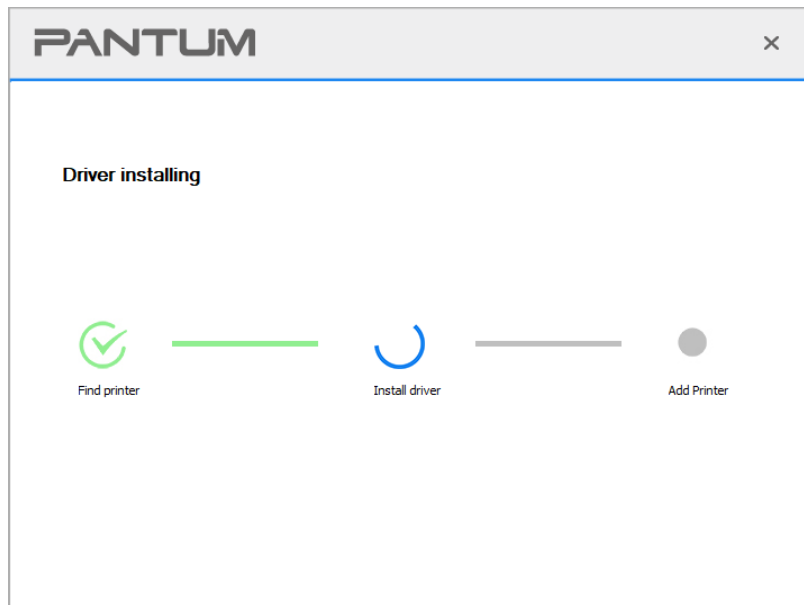 PANTUM
Driver installing
Find printer
Install driver
Add Printer